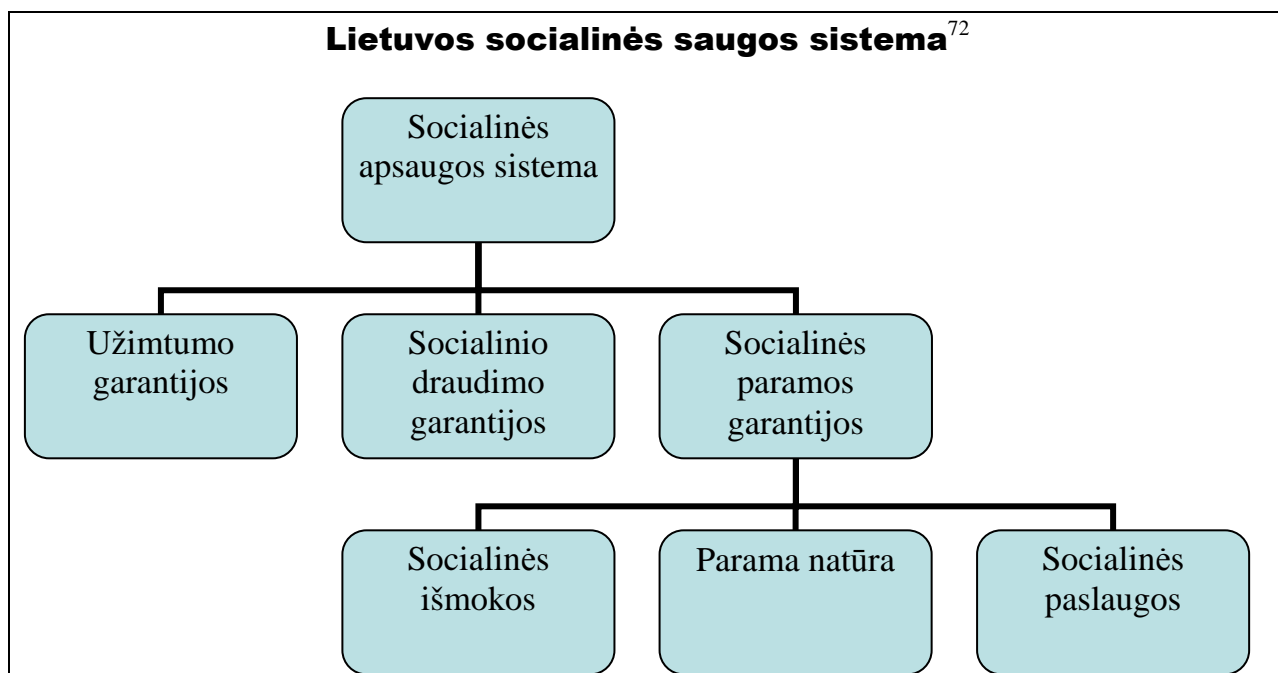 Lietuvos socialinės saugos sistema72
Socialinės
apsaugos sistema
Užimtumo
garantijos
Socialinio
draudimo
garantijos
Socialinės
paramos
garantijos
Socialinės
išmokos
Parama natūra
Socialinės
paslaugos